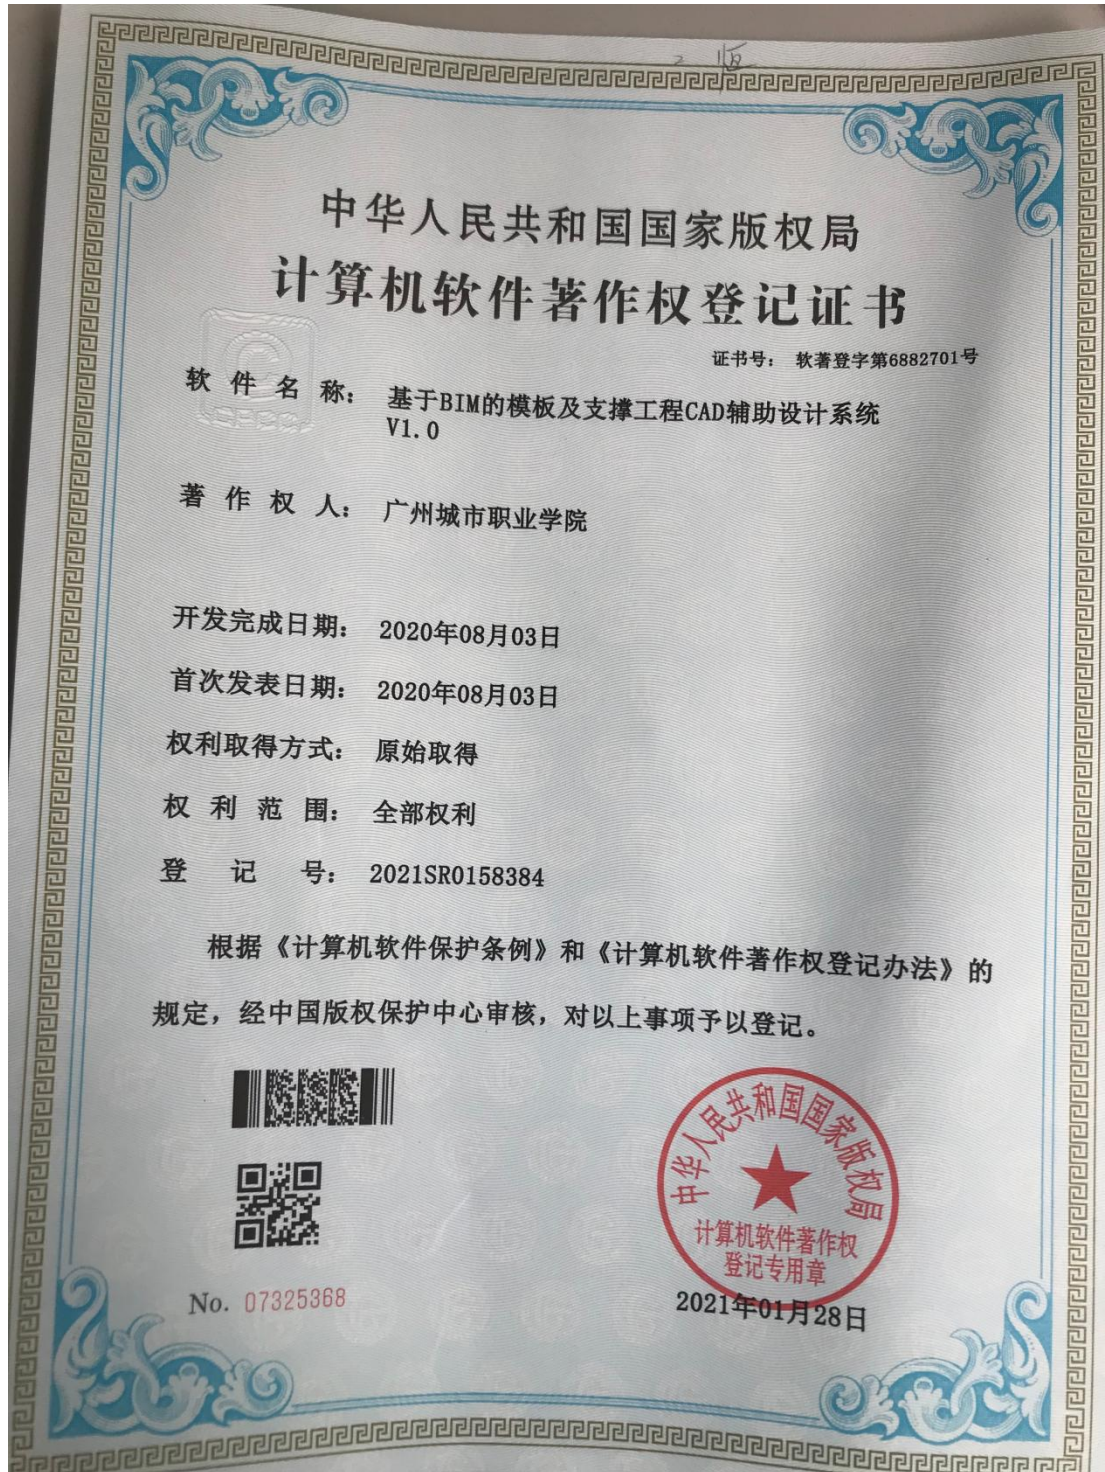 中华人民共和国国家版权局
计算机软件著作权登记证书
证书号： 软著登字第6882701号
软件名称： 基于BIM的模板及支撑工程CAD辅助设计系统
V1.0
著作权人： 广州城市职业学院
开发完成日期： 2020年08月03日
首次发表日期： 2020年08月03日
权利取得方式： 原始取得
权利范围： 全部权利
登记号： 2021SR0158384
根据《计算机软件保护条例》和《计算机软件著作权登记办法》的
规定，经中国版权保护中心审核，对以上事项予以登记。
中华人民共和国国家版权局
计算机软件著作权
登记专用章
No. 07325368
2021年01月28日